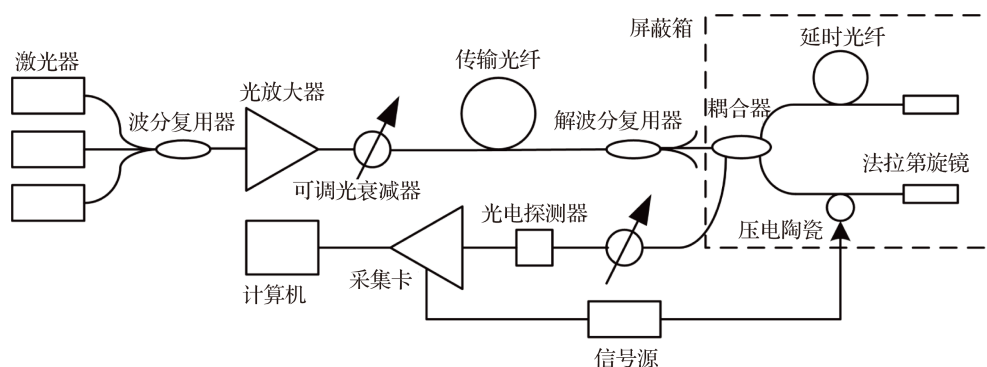 屏蔽箱
延时光纤
激光器
传输光纤
光放大器
耦合器
波分复用器
解波分复用器
法拉第旋镜
可调光衰减器
光电探测器
压电陶瓷
采集卡
计算机
信号源